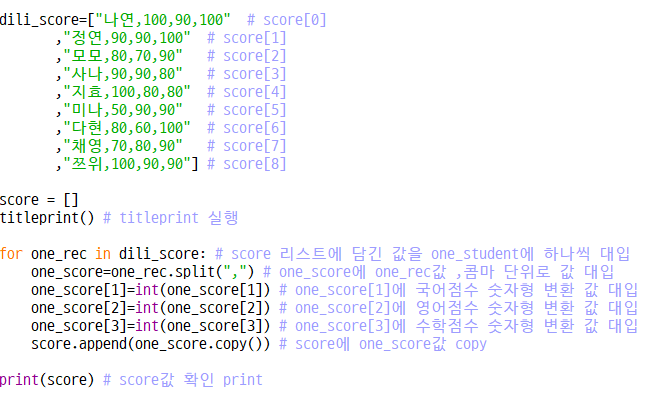 dili_score=["나연,100,90,100"  # score[0]
       ,"정연,90,90,100"  # score[1]
       ,"모모,80,70,90"   # score[2]
       ,"사나,90,90,80"   # score[3]
       ,"지효,100,80,80"  # score[4]
       ,"미나,50,90,90"   # score[5]
       ,"다현,80,60,100"  # score[6]
       ,"채영,70,80,90"   # score[7]
       ,"쯔위,100,90,90"] # score[8]
score = []
titleprint() # titleprint 실행
for one_rec in dili_score: # score 리스트에 담긴 값을 one_student에 하나씩 대입
    one_score=one_rec.split(",") # one_score에 one_rec값 ,콤마 단위로 값 대입
    one_score[1]=int(one_score[1]) # one_score[1]에 국어점수 숫자형 변환 값 대입
    one_score[2]=int(one_score[2]) # one_score[2]에 영어점수 숫자형 변환 값 대입
    one_score[3]=int(one_score[3]) # one_score[3]에 수학점수 숫자형 변환 값 대입
    score.append(one_score.copy()) # score에 one_score값 copy
print(score) # score값 확인 print